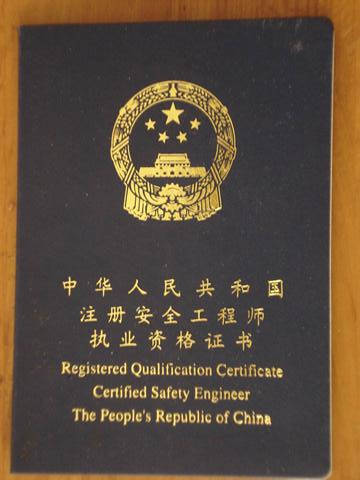 中华人民共和国
注册安全工程师
执业资格证书
Registered Qualification Certificate
Certified Safety Engineer
The People's Republic of China